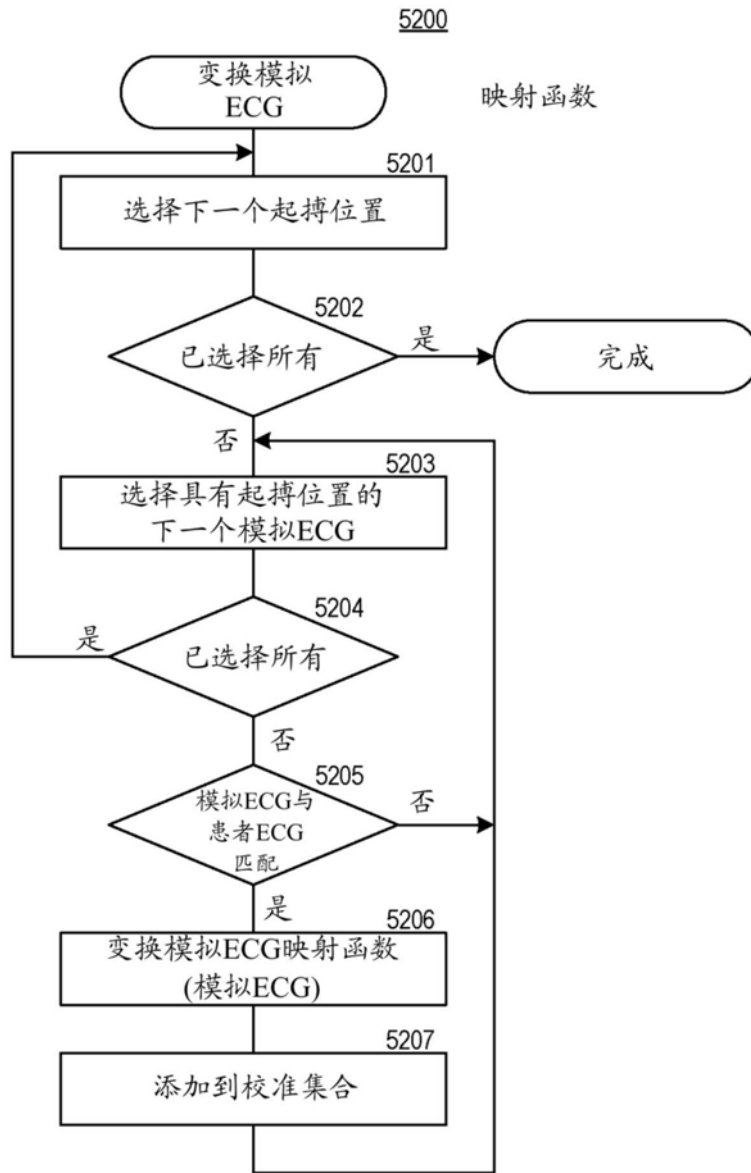 5200
变换模拟
ECG
映射函数
5201
选择下一个起搏位置
5202
已选择所有
是
完成
否
5203
选择具有起搏位置的
下一个模拟ECG
5204
是
已选择所有
否
5205
模拟ECG与
患者ECG
匹配
否
是
5206
变换模拟ECG映射函数
(模拟ECG)
5207
添加到校准集合